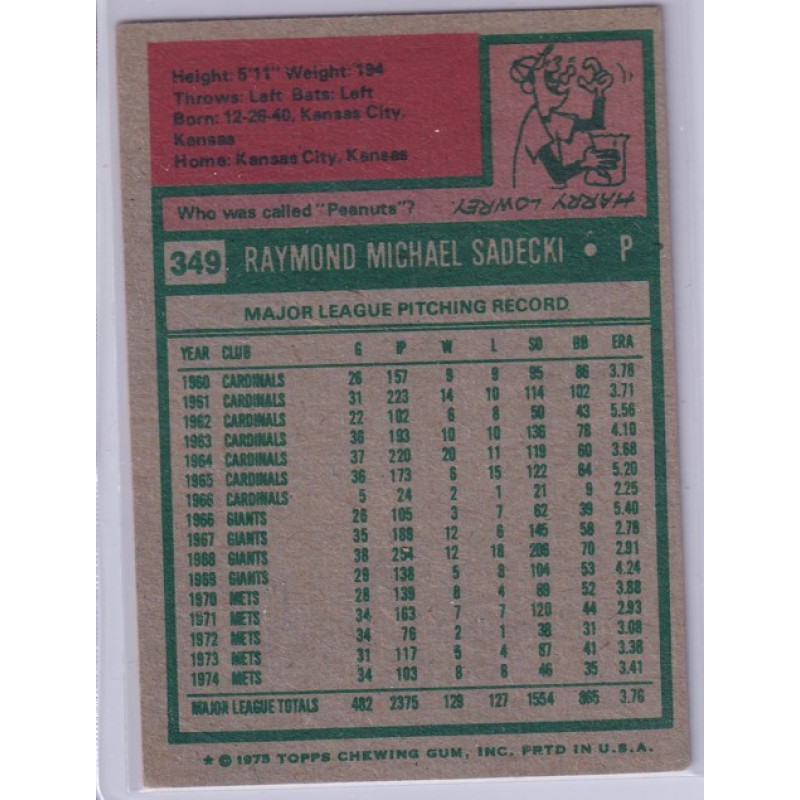 Height: 5'11" Weight: 194
Throws: Left Bats: Left
Born: 12-26-40, Kansas City,
Kansas
Home: Kansas City, Kansas
Who was called "Peanuts"?
HARRY LOWREY.
349 RAYMOND MICHAEL SADECKI • P
MAJOR LEAGUE PITCHING RECORD
YEAR CLUB G IP W L SO BB ERA
1960 CARDINALS 26 157 9 9 95 86 3.78
1961 CARDINALS 31 223 14 10 114 102 3.71
1962 CARDINALS 22 102 6 8 50 43 5.56
1963 CARDINALS 36 193 10 10 136 78 4.10
1964 CARDINALS 37 220 20 11 119 60 3.68
1965 CARDINALS 36 173 6 15 122 64 5.20
1966 CARDINALS 5 24 2 1 21 9 2.25
1966 GIANTS 26 105 3 7 62 39 5.40
1967 GIANTS 35 188 12 6 145 58 2.78
1968 GIANTS 38 254 12 18 206 70 2.91
1969 GIANTS 29 138 5 8 104 53 4.24
1970 METS 28 139 8 4 89 52 3.88
1971 METS 34 163 7 7 120 44 2.93
1972 METS 34 76 2 1 38 31 3.08
1973 METS 31 117 5 4 87 41 3.38
1974 METS 34 103 8 8 46 35 3.41
MAJOR LEAGUE TOTALS 482 2375 129 127 1554 865 3.76
★ © 1975 TOPPS CHEWING GUM, INC. PRTD IN U.S.A.